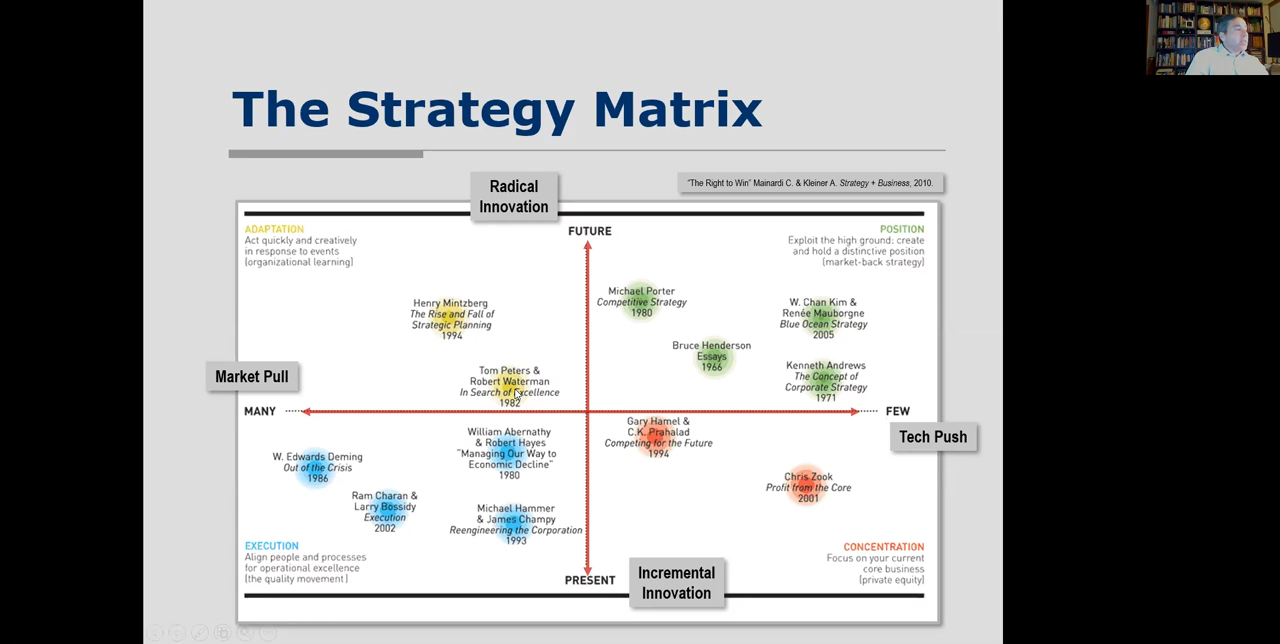 The Strategy Matrix
"The Right to Win" Mainardi C. & Kleiner A. Strategy + Business, 2010.
Radical
Innovation
FUTURE
ADAPTATION
Act quickly and creatively
in response to events
(organizational learning)
POSITION
Exploit the high ground: create
and hold a distinctive position
(market-back strategy)
Henry Mintzberg
The Rise and Fall of
Strategic Planning
1994
Michael Porter
Competitive Strategy
1980
W. Chan Kim &
Renée Mauborgne
Blue Ocean Strategy
2005
Bruce Henderson
Essays
1966
Tom Peters &
Robert Waterman
In Search of Excellence
1982
Kenneth Andrews
The Concept of
Corporate Strategy
1971
Market Pull
MANY
FEW
Tech Push
W. Edwards Deming
Out of the Crisis
1986
William Abernathy
& Robert Hayes
"Managing Our Way to
Economic Decline"
1980
Gary Hamel &
C.K. Prahalad
Competing for the Future
1994
Chris Zook
Profit from the Core
2001
Ram Charan &
Larry Bossidy
Execution
2002
Michael Hammer
& James Champy
Reengineering the Corporation
1993
EXECUTION
Align people and processes
for operational excellence
(the quality movement)
CONCENTRATION
Focus on your current
core business
(private equity)
PRESENT
Incremental
Innovation